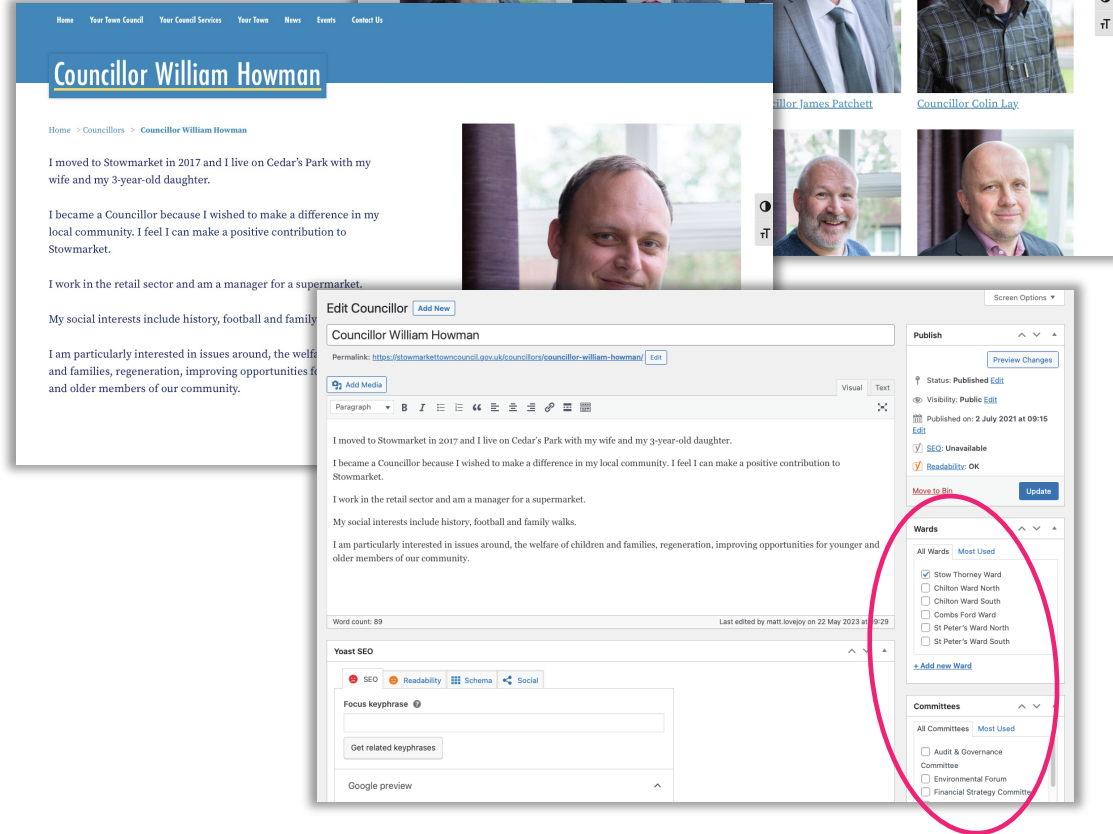 Home Your Town Council Your Council Services Your Town News Events Contact Us
Councillor William Howman
Home > Councillors > Councillor William Howman
I moved to Stowmarket in 2017 and I live on Cedar's Park with my
wife and my 3-year-old daughter.
I became a Councillor because I wished to make a difference in my
local community. I feel I can make a positive contribution to
Stowmarket.
I work in the retail sector and am a manager for a supermarket.
My social interests include history, football and family
I am particularly interested in issues around, the
and families, regeneration, improving opportunities
and older members of our community.
James Patchett
Councillor Colin Lay
Edit Councillor Add New
Screen Options
Councillor William Howman
Permalink: https://stowmarkettowncouncil.gov.uk/councillors/councillor-william-howman/ Edit
Add Media
Visual Text
Paragraph
I moved to Stowmarket in 2017 and I live on Cedar's Park with my wife and my 3-year-old daughter.
I became a Councillor because I wished to make a difference in my local community. I feel I can make a positive contribution to
Stowmarket.
I work in the retail sector and am a manager for a supermarket.
My social interests include history, football and family walks.
I am particularly interested in issues around, the welfare of children and families, regeneration, improving opportunities for younger and
older members of our community.
Word count: 89
Last edited by matt.lovejoy on 22 May 2023 at 09:29
Yoast SEO
SEO Readability Schema Social
Focus keyphrase
Get related keyphrases
Google preview
Publish
Preview Changes
Status: Published Edit
Visibility: Public Edit
Published on: 2 July 2021 at 09:15
Edit
SEO: Unavailable
Readability: OK
Move to Bin
Update
Wards
All Wards Most Used
Stow Thorney Ward
Chilton Ward North
Chilton Ward South
Combs Ford Ward
St Peter's Ward North
St Peter's Ward South
+ Add new Ward
Committees
All Committees Most Used
Audit & Governance
Committee
Environmental Forum
Financial Strategy Committee